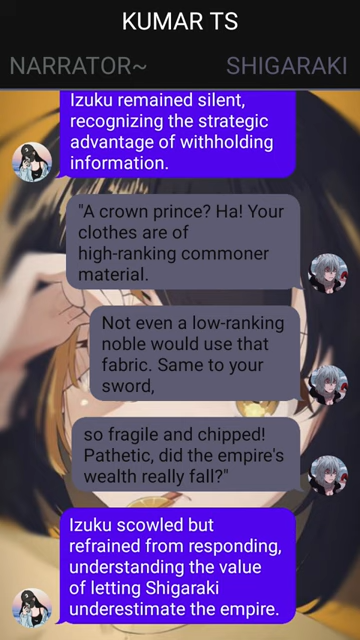 KUMAR TS
NARRATOR~ SHIGARAKI
Izuku remained silent,
recognizing the strategic
advantage of withholding
information.
"A crown prince? Ha! Your
clothes are of
high-ranking commoner
material.
Not even a low-ranking
noble would use that
fabric. Same to your
sword,
so fragile and chipped!
Pathetic, did the empire's
wealth really fall?"
Izuku scowled but
refrained from responding,
understanding the value
of letting Shigaraki
underestimate the empire.